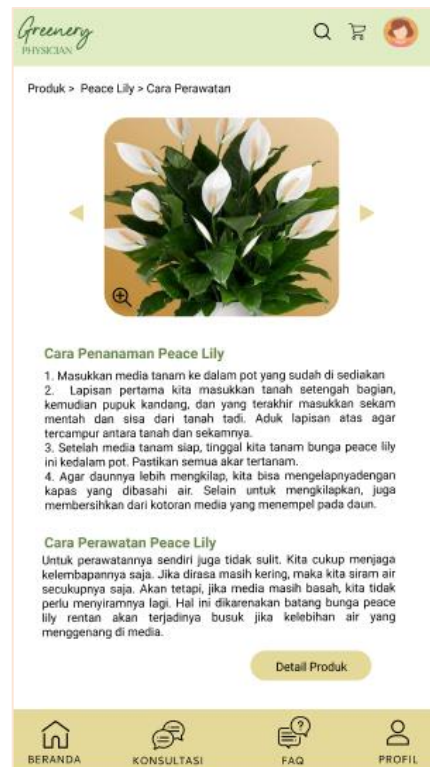 Greenery
PHYSICIAN
Produk > Peace Lily > Cara Perawatan
Cara Penanaman Peace Lily
1. Masukkan media tanam ke dalam pot yang sudah di sediakan
2. Lapisan pertama kita masukkan tanah setengah bagian,
kemudian pupuk kandang, dan yang terakhir masukkan sekam
mentah dan sisa dari tanah tadi. Aduk lapisan atas agar
tercampur antara tanah dan sekamnya.
3. Setelah media tanam siap, tinggal kita tanam bunga peace lily
ini kedalam pot. Pastikan semua akar tertanam.
4. Agar daunnya lebih mengkilap, kita bisa mengelapnyadengan
kapas yang dibasahi air. Selain untuk mengkilapkan, juga
membersihkan dari kotoran media yang menempel pada daun.
Cara Perawatan Peace Lily
Untuk perawatannya sendiri juga tidak sulit. Kita cukup menjaga
kelembapannya saja. Jika dirasa masih kering, maka kita siram air
secukupnya saja. Akan tetapi, jika media masih basah, kita tidak
perlu menyiramnya lagi. Hal ini dikarenakan batang bunga peace
lily rentan akan terjadinya busuk jika kelebihan air yang
menggenang di media.
Detail Produk
BERANDA
KONSULTASI
FAQ
PROFIL